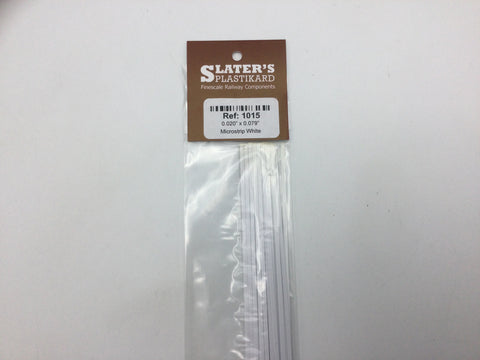 SLATER'S
PLASTIKARD
Finescale Railway Components
Ref: 1015
0.020" x 0.079"
Microstrip White